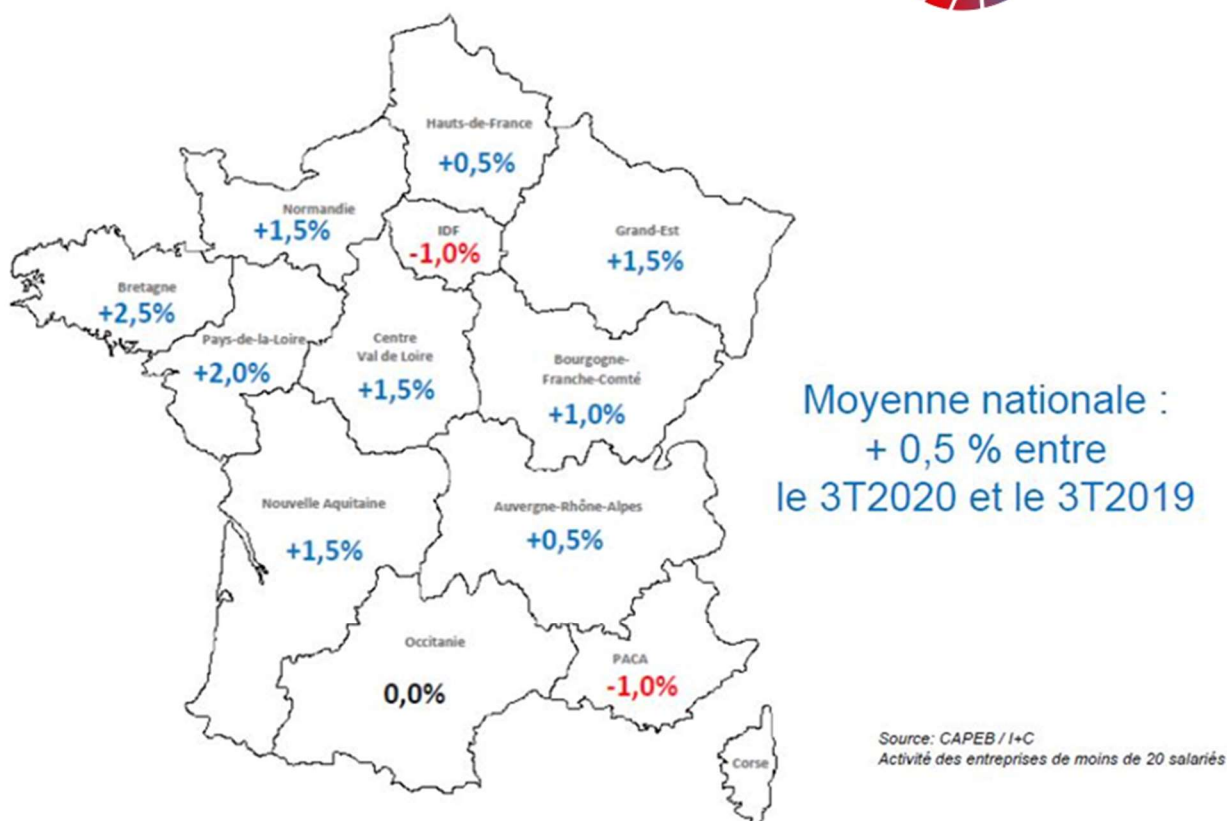 Hauts-de-France
+0,5%
Normandie
+1,5%
IDF
-1,0%
Grand-Est
+1,5%
Bretagne
+2,5%
Pays-de-la-Loire
+2,0%
Centre
Val de Loire
+1,5%
Bourgogne-
Franche-Comté
+1,0%
Moyenne nationale :
+ 0,5 % entre
le 3T2020 et le 3T2019
Nouvelle Aquitaine
+1,5%
Auvergne-Rhône-Alpes
+0,5%
Occitanie
0,0%
PACA
-1,0%
Corse
Source: CAPEB / I+C
Activité des entreprises de moins de 20 salariés